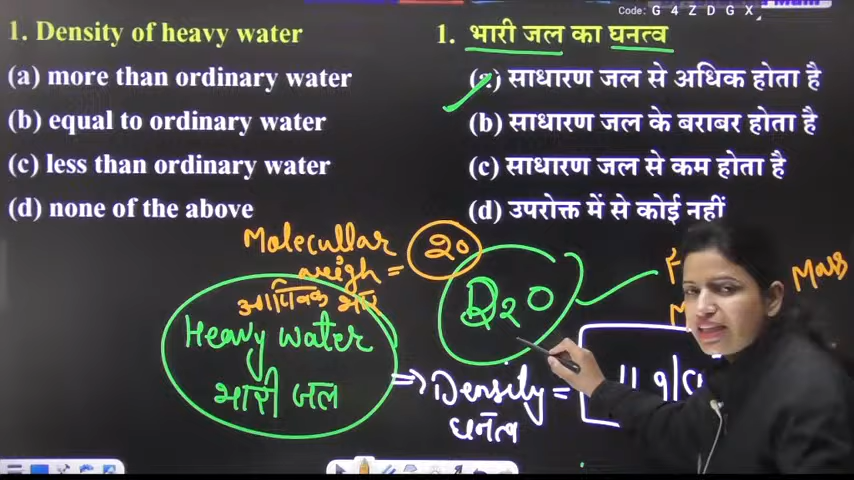 Code: G 4 Z D G X
1. Density of heavy water
(a) more than ordinary water
(b) equal to ordinary water
(c) less than ordinary water
(d) none of the above
1. भारी जल का घनत्व
साधारण जल से अधिक होता है
(b) साधारण जल के बराबर होता है
(c) साधारण जल से कम होता है
(d) उपरोक्त में से कोई नहीं
Molecullar
weigh = 20
आण्विक भार
Heavy water
भारी जल
D2O
Mass
⇒ Density =
घनत्व